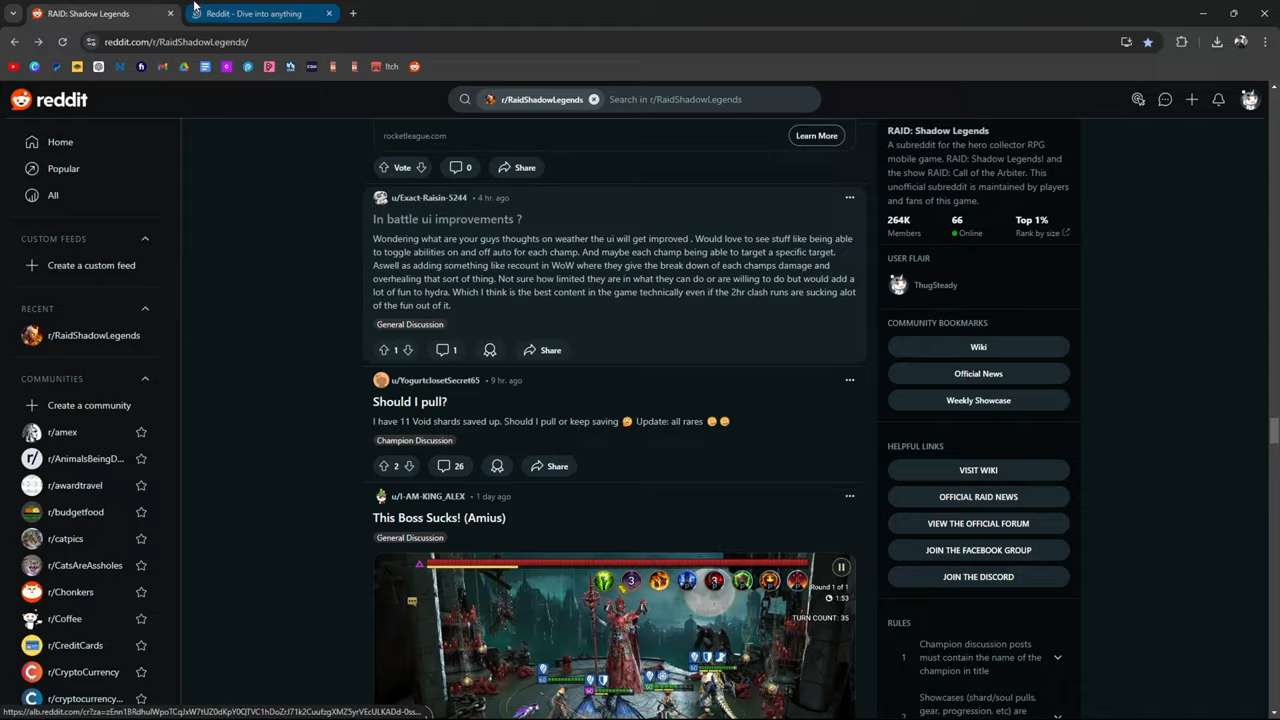 RAID: Shadow Legends
Reddit - Dive into anything
reddit.com/r/RaidShadowLegends/
Itch
reddit
r/RaidShadowLegends
Search in r/RaidShadowLegends
Home
Popular
All
CUSTOM FEEDS
Create a custom feed
RECENT
r/RaidShadowLegends
COMMUNITIES
Create a community
r/amex
r/AnimalsBeingD...
r/awardtravel
r/budgetfood
r/catpics
r/CatsAreAssholes
r/Chonkers
r/Coffee
r/CreditCards
r/CryptoCurrency
r/cryptocurrenc...
rocketleague.com
Learn More
Vote
0
Share
u/Exact-Raisin-5244 • 4 hr. ago
In battle ui improvements ?
Wondering what are your guys thoughts on weather the ui will get improved . Would love to see stuff like being able
to toggle abilities on and off auto for each champ. And maybe each champ being able to target a specific target.
Aswell as adding something like recount in WoW where they give the break down of each champs damage and
overhealing that sort of thing. Not sure how limited they are in what they can do or are willing to do but would add a
lot of fun to hydra. Which I think is the best content in the game technically even if the 2hr clash runs are sucking alot
of the fun out of it.
General Discussion
1
1
Share
u/YogurtclosetSecret65 • 9 hr. ago
Should I pull?
I have 11 Void shards saved up. Should I pull or keep saving 🤔 Update: all rares 😑 😑
Champion Discussion
2
26
Share
u/I-AM-KING_ALEX • 1 day ago
This Boss Sucks! (Amius)
General Discussion
3
3
Round 1 of 1
1:53
TURN COUNT: 35
60
60
60
60
RAID: Shadow Legends
A subreddit for the hero collector RPG
mobile game, RAID: Shadow Legends! and
the show RAID: Call of the Arbiter. This
unofficial subreddit is maintained by players
and fans of this game.
264K
Members
66
Online
Top 1%
Rank by size
USER FLAIR
ThugSteady
COMMUNITY BOOKMARKS
Wiki
Official News
Weekly Showcase
HELPFUL LINKS
VISIT WIKI
OFFICIAL RAID NEWS
VIEW THE OFFICIAL FORUM
JOIN THE FACEBOOK GROUP
JOIN THE DISCORD
RULES
1
Champion discussion posts
must contain the name of the
champion in title
Showcases (shard/soul pulls,
gear, progression, etc) are